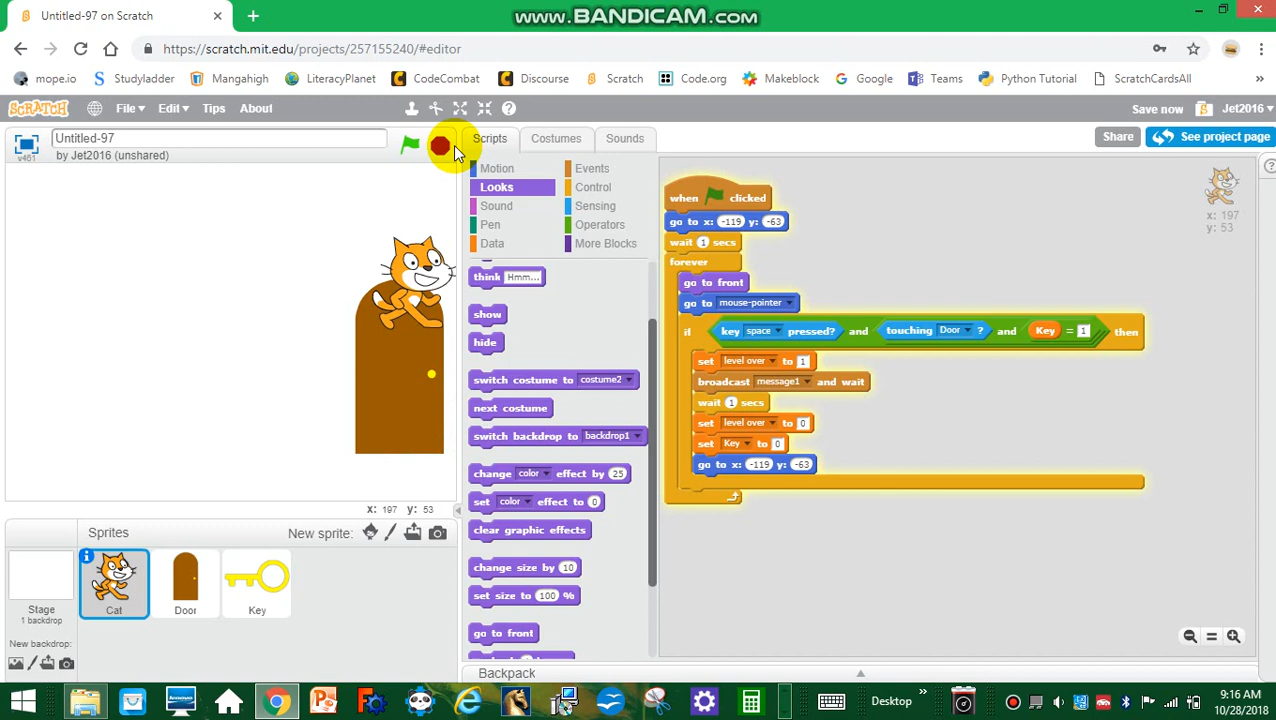 Untitled-97 on Scratch
www.BANDICAM.com
https://scratch.mit.edu/projects/257155240/#editor
mope.io
Studyladder
Mangahigh
LiteracyPlanet
CodeCombat
Discourse
Scratch
Code.org
Makeblock
Google
Teams
Python Tutorial
ScratchCardsAll
»
SCRATCH
File
Edit
Tips
About
Save now
Jet2016
Untitled-97
v461
by Jet2016 (unshared)
Scripts
Costumes
Sounds
Share
See project page
Motion
Events
Looks
Control
Sound
Sensing
Pen
Operators
Data
More Blocks
think Hmm...
show
hide
switch costume to costume2
next costume
switch backdrop to backdrop1
change color effect by 25
set color effect to 0
clear graphic effects
change size by 10
set size to 100 %
go to front
when clicked
go to x: -119 y: -63
wait 1 secs
forever
go to front
go to mouse-pointer
if key space pressed? and touching Door ? and Key = 1 then
set level over to 1
broadcast message1 and wait
wait 1 secs
set level over to 0
set Key to 0
go to x: -119 y: -63
x: 197
y: 53
x: 197 y: 53
Sprites
New sprite:
Stage
1 backdrop
New backdrop:
Cat
Door
Key
Backpack
Desktop
»
9:16 AM
10/28/2018